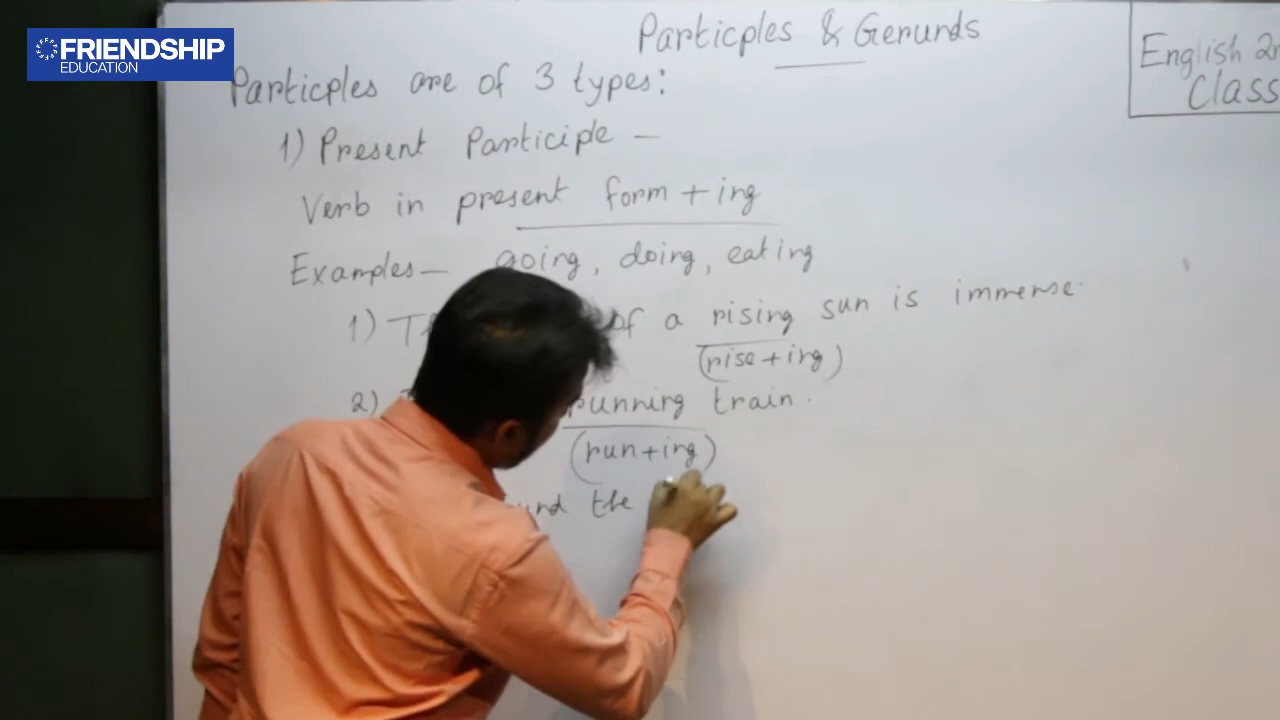 FRIENDSHIP
EDUCATION
Particples & Gerunds
English
Class
Particples are of 3 types:
1) Present Participle –
Verb in present form + ing
Examples – going, doing, eating
1) of a rising sun is immense.
(rise + ing)
2) running train.
(run + ing)
the